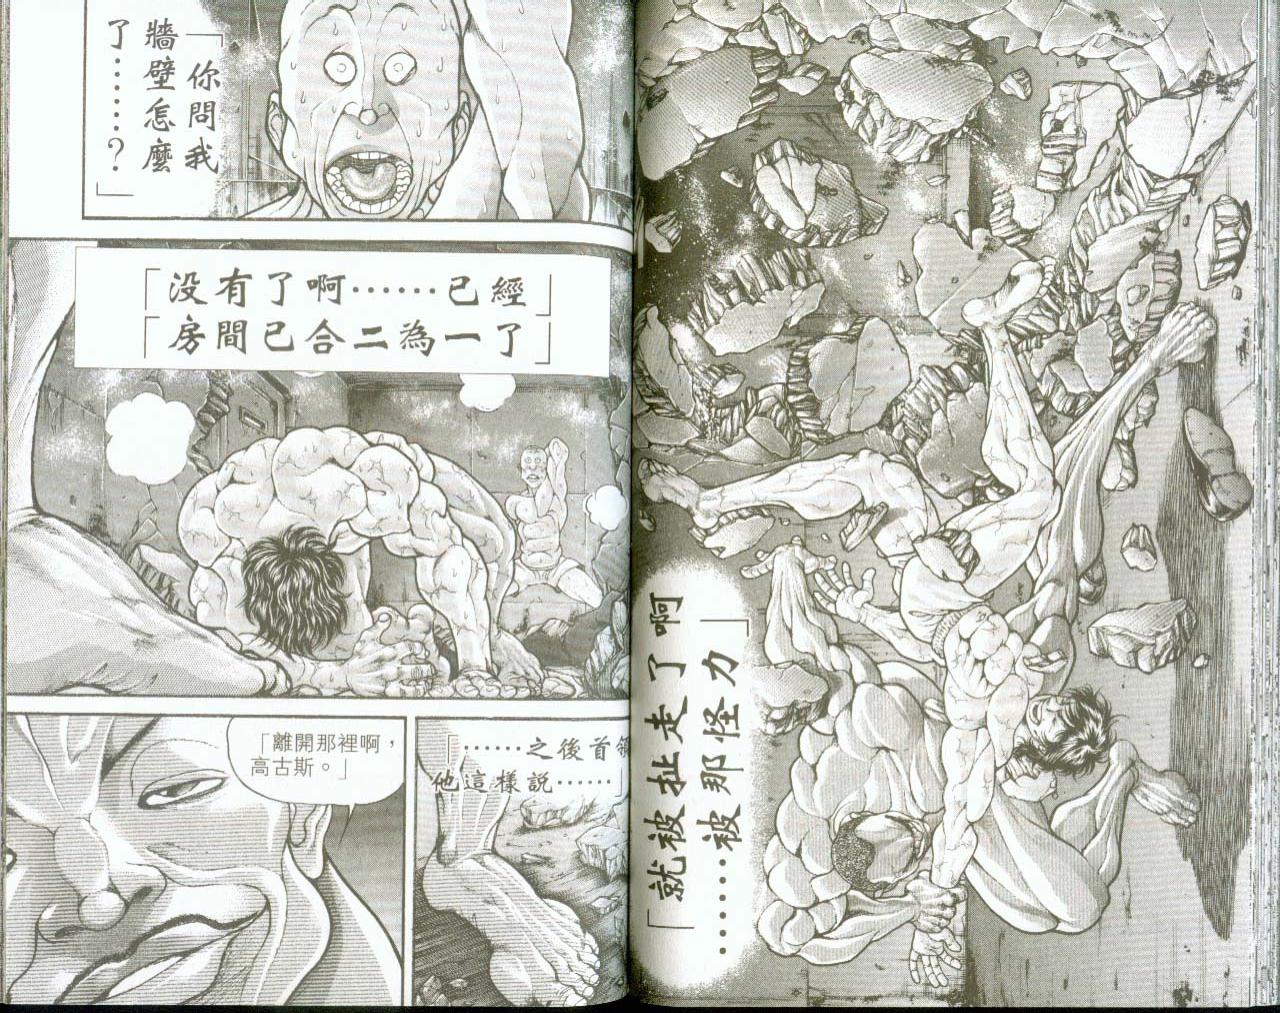 「就被扯走了啊
……被那怪力」
「你問我
牆壁怎麼
了……？」
「没有了啊……已經」
「房間已合二為一了」
「……之後首領
他這樣説……」
「離開那裡啊，
高古斯。」